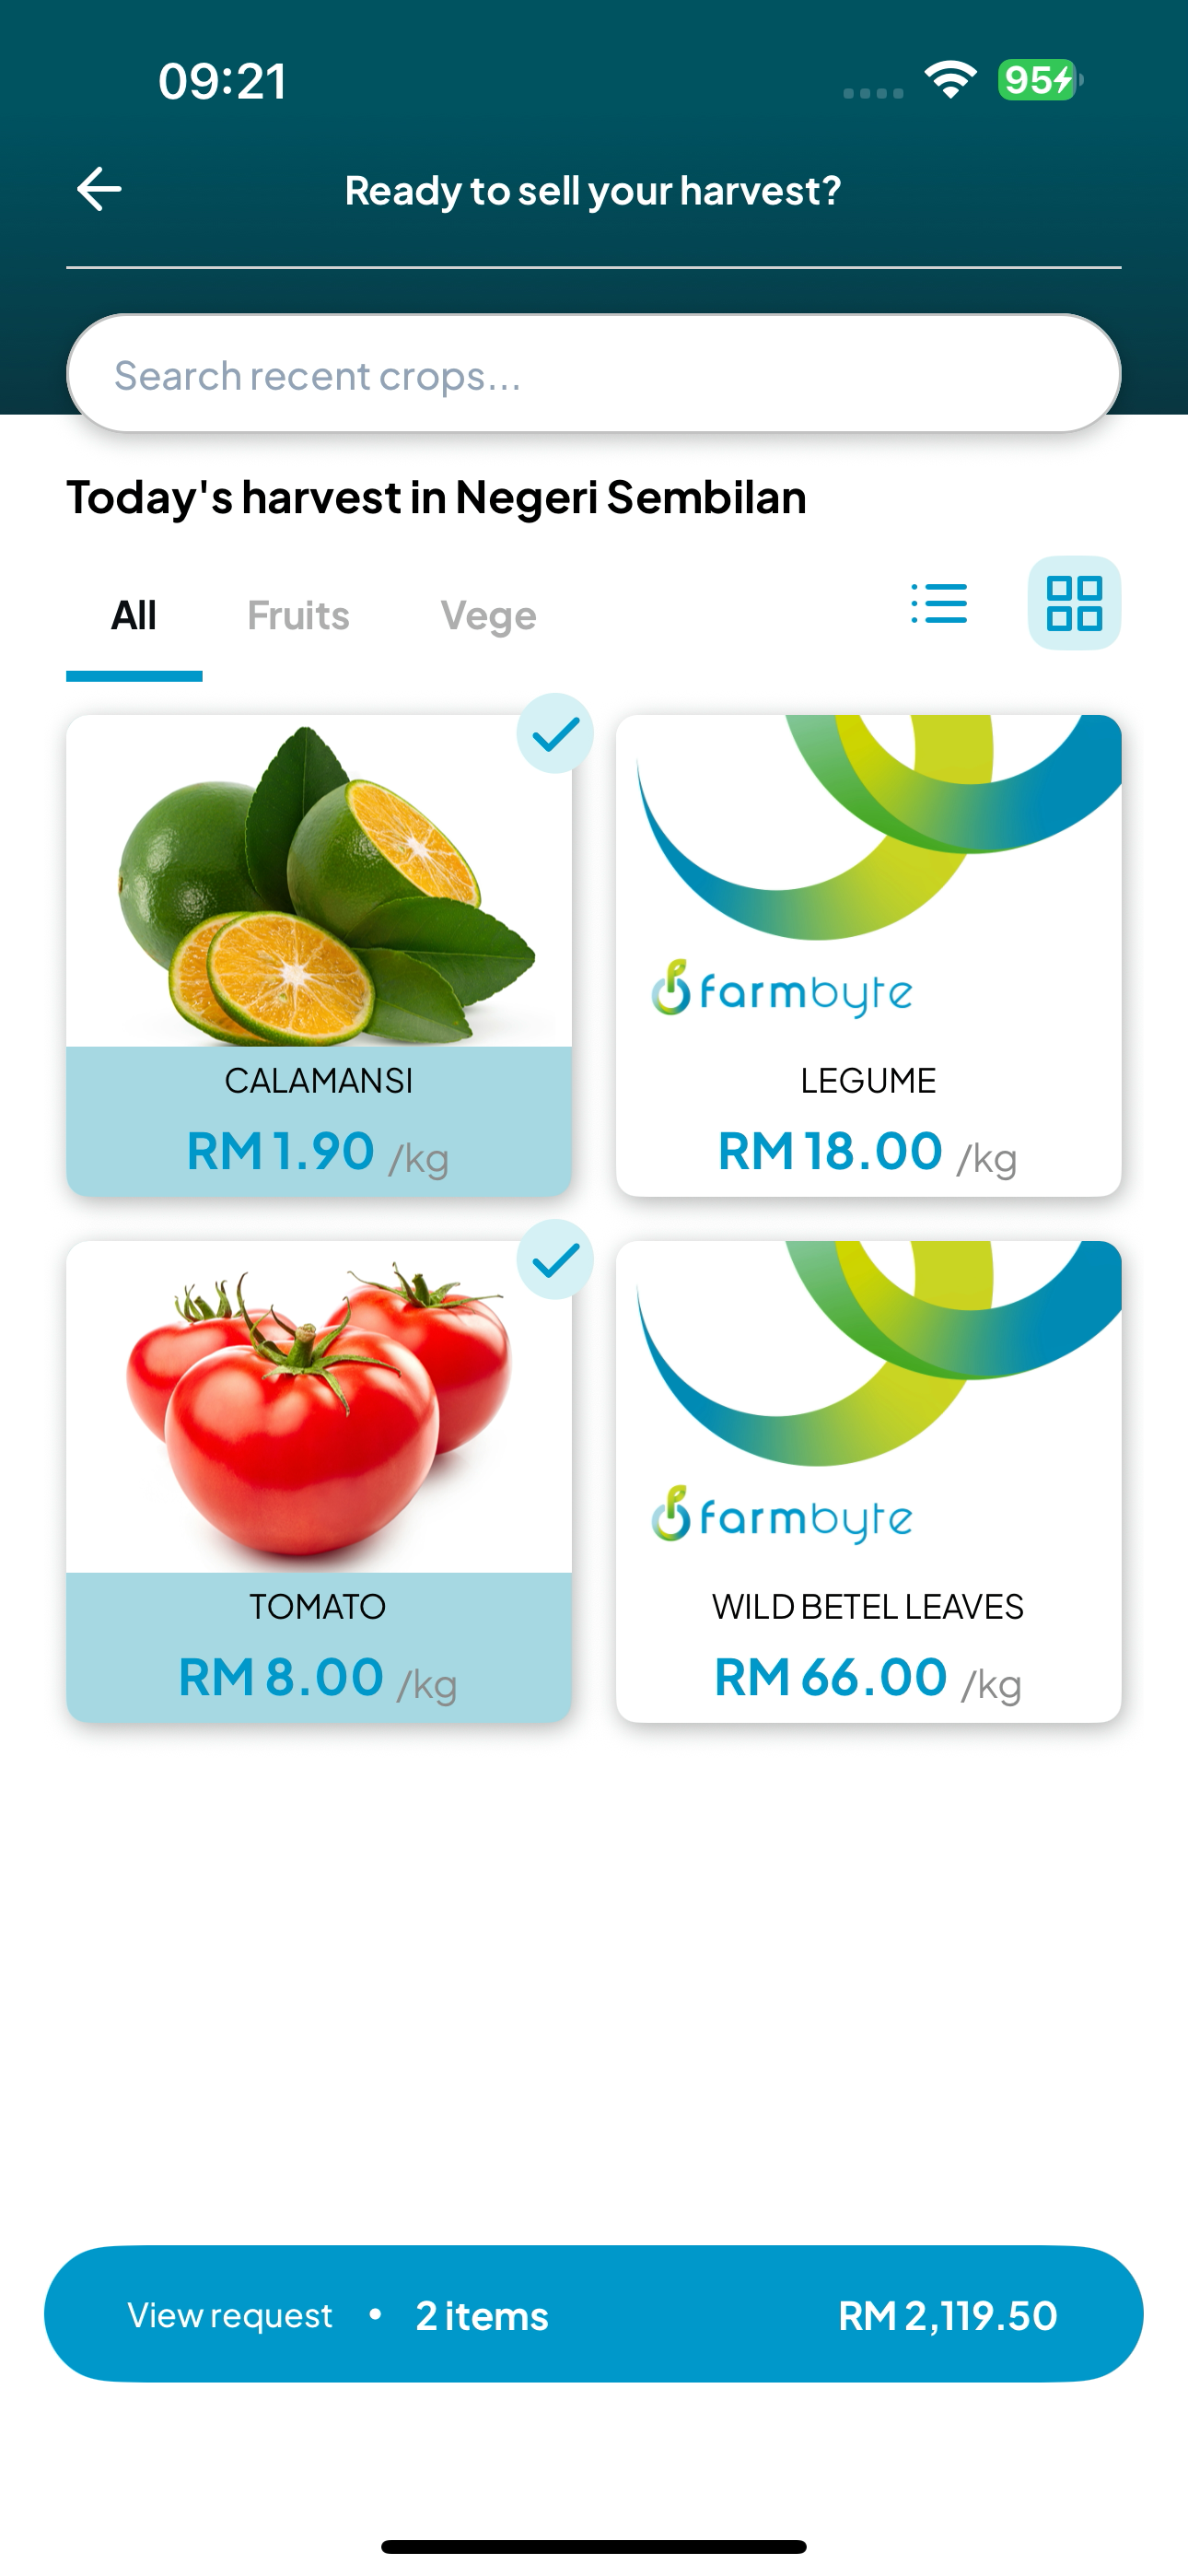 09:21
95
Ready to sell your harvest?
Search recent crops...
Today's harvest in Negeri Sembilan
All Fruits Vege
CALAMANSI
RM 1.90 /kg
farmbyte
LEGUME
RM 18.00 /kg
TOMATO
RM 8.00 /kg
farmbyte
WILD BETEL LEAVES
RM 66.00 /kg
View request • 2 items RM 2,119.50